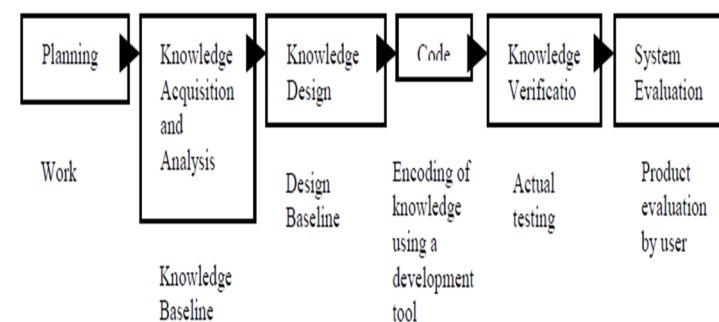 Planning
Knowledge
Acquisition
and
Analysis
Knowledge
Design
Code
Knowledge
Verificatio
System
Evaluation
Work
Knowledge
Baseline
Design
Baseline
Encoding of
knowledge
using a
development
tool
Actual
testing
Product
evaluation
by user